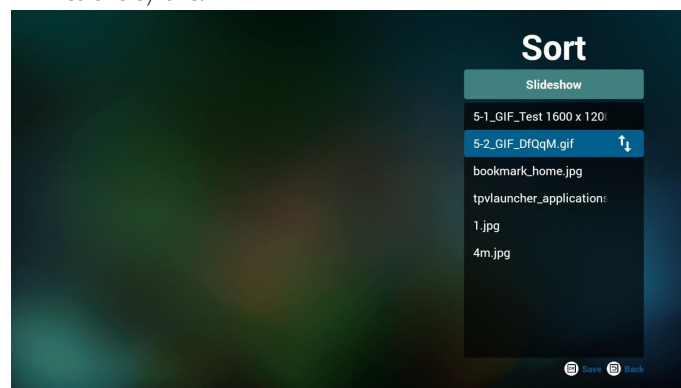 Sort
Slideshow
5-1_GIF_Test 1600 x 120
5-2_GIF_DfQqM.gif
bookmark_home.jpg
tpvlauncher_applications
1.jpg
4m.jpg
Save Back